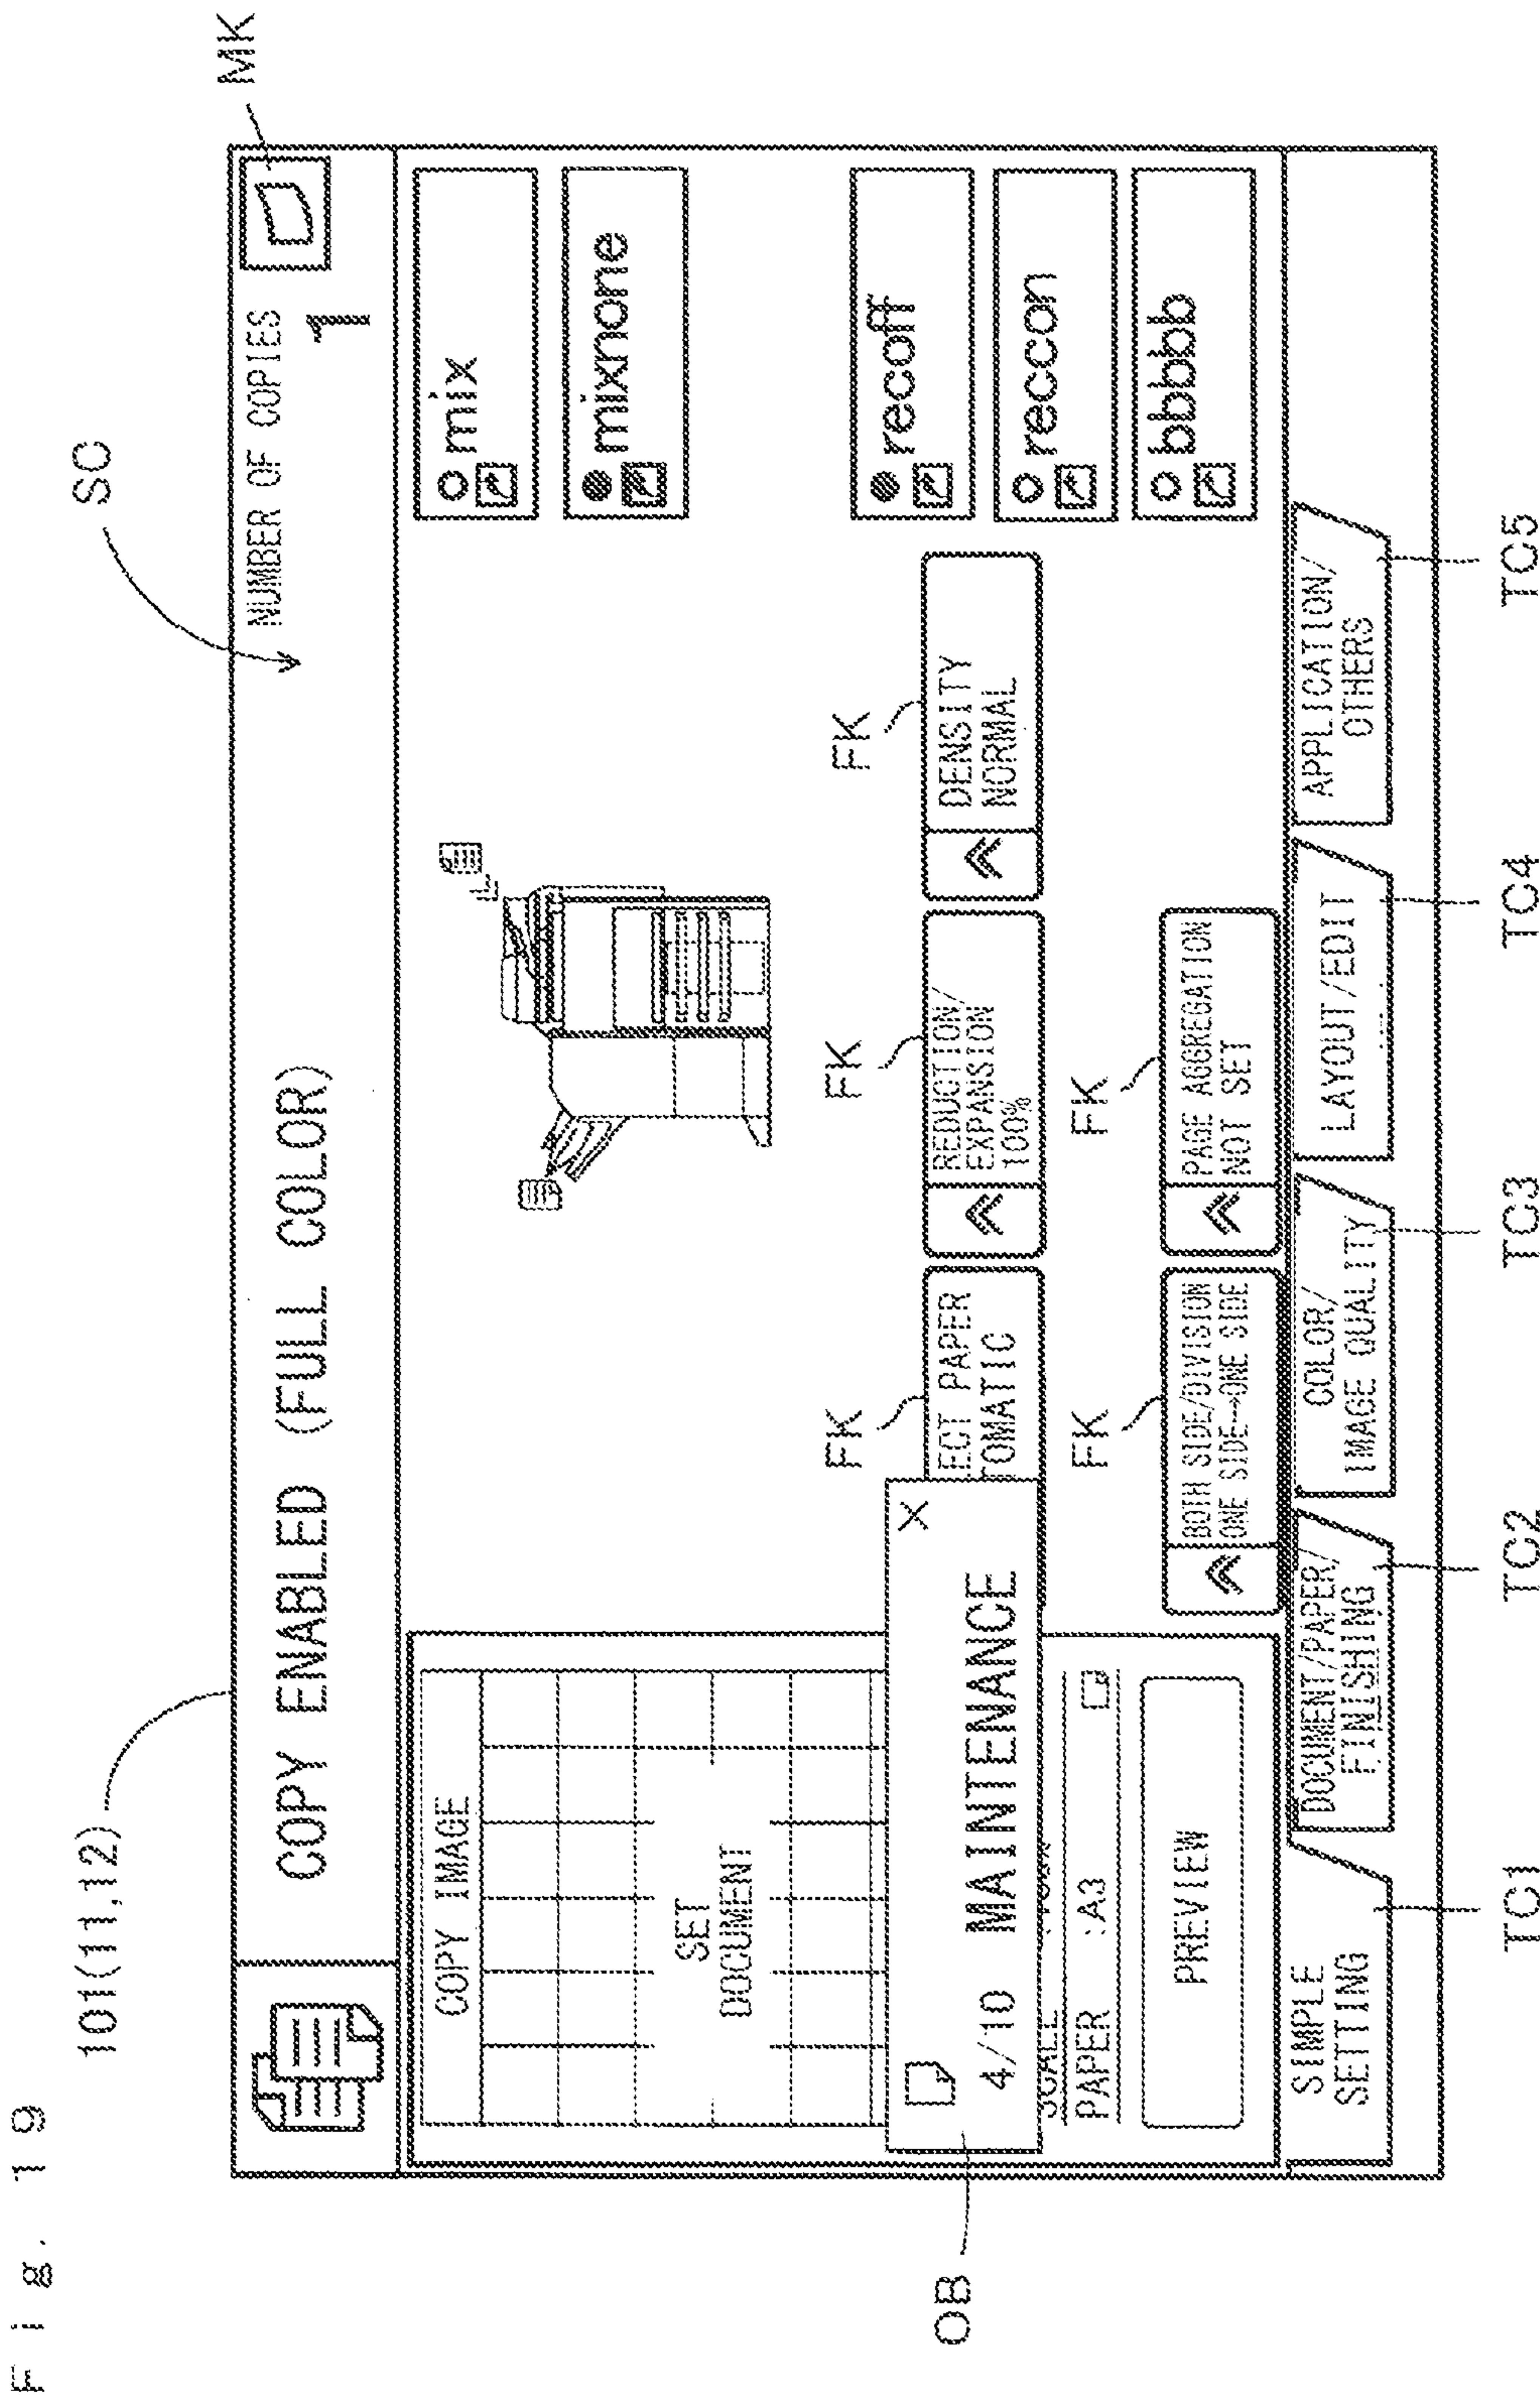 Fig. 19
101(11,12)
SC
MK
COPY ENABLED (FULL COLOR)
NUMBER OF COPIES
1
COPY IMAGE
SET
DOCUMENT
mix
mixnone
recoff
reccon
bbbbb
OB
4/10 MAINTENANCE
×
PAPER :A3
PREVIEW
FK
ECT PAPER
TOMATIC
FK
REDUCTION/
EXPANSION
100%
FK
DENSITY
NORMAL
FK
BOTH SIDE/DIVISION
ONE SIDE→ONE SIDE
FK
PAGE AGGREGATION
NOT SET
SIMPLE
SETTING
DOCUMENT/PAPER/
FINISHING
COLOR/
IMAGE QUALITY
LAYOUT/EDIT
APPLICATION/
OTHERS
TC1
TC2
TC3
TC4
TC5